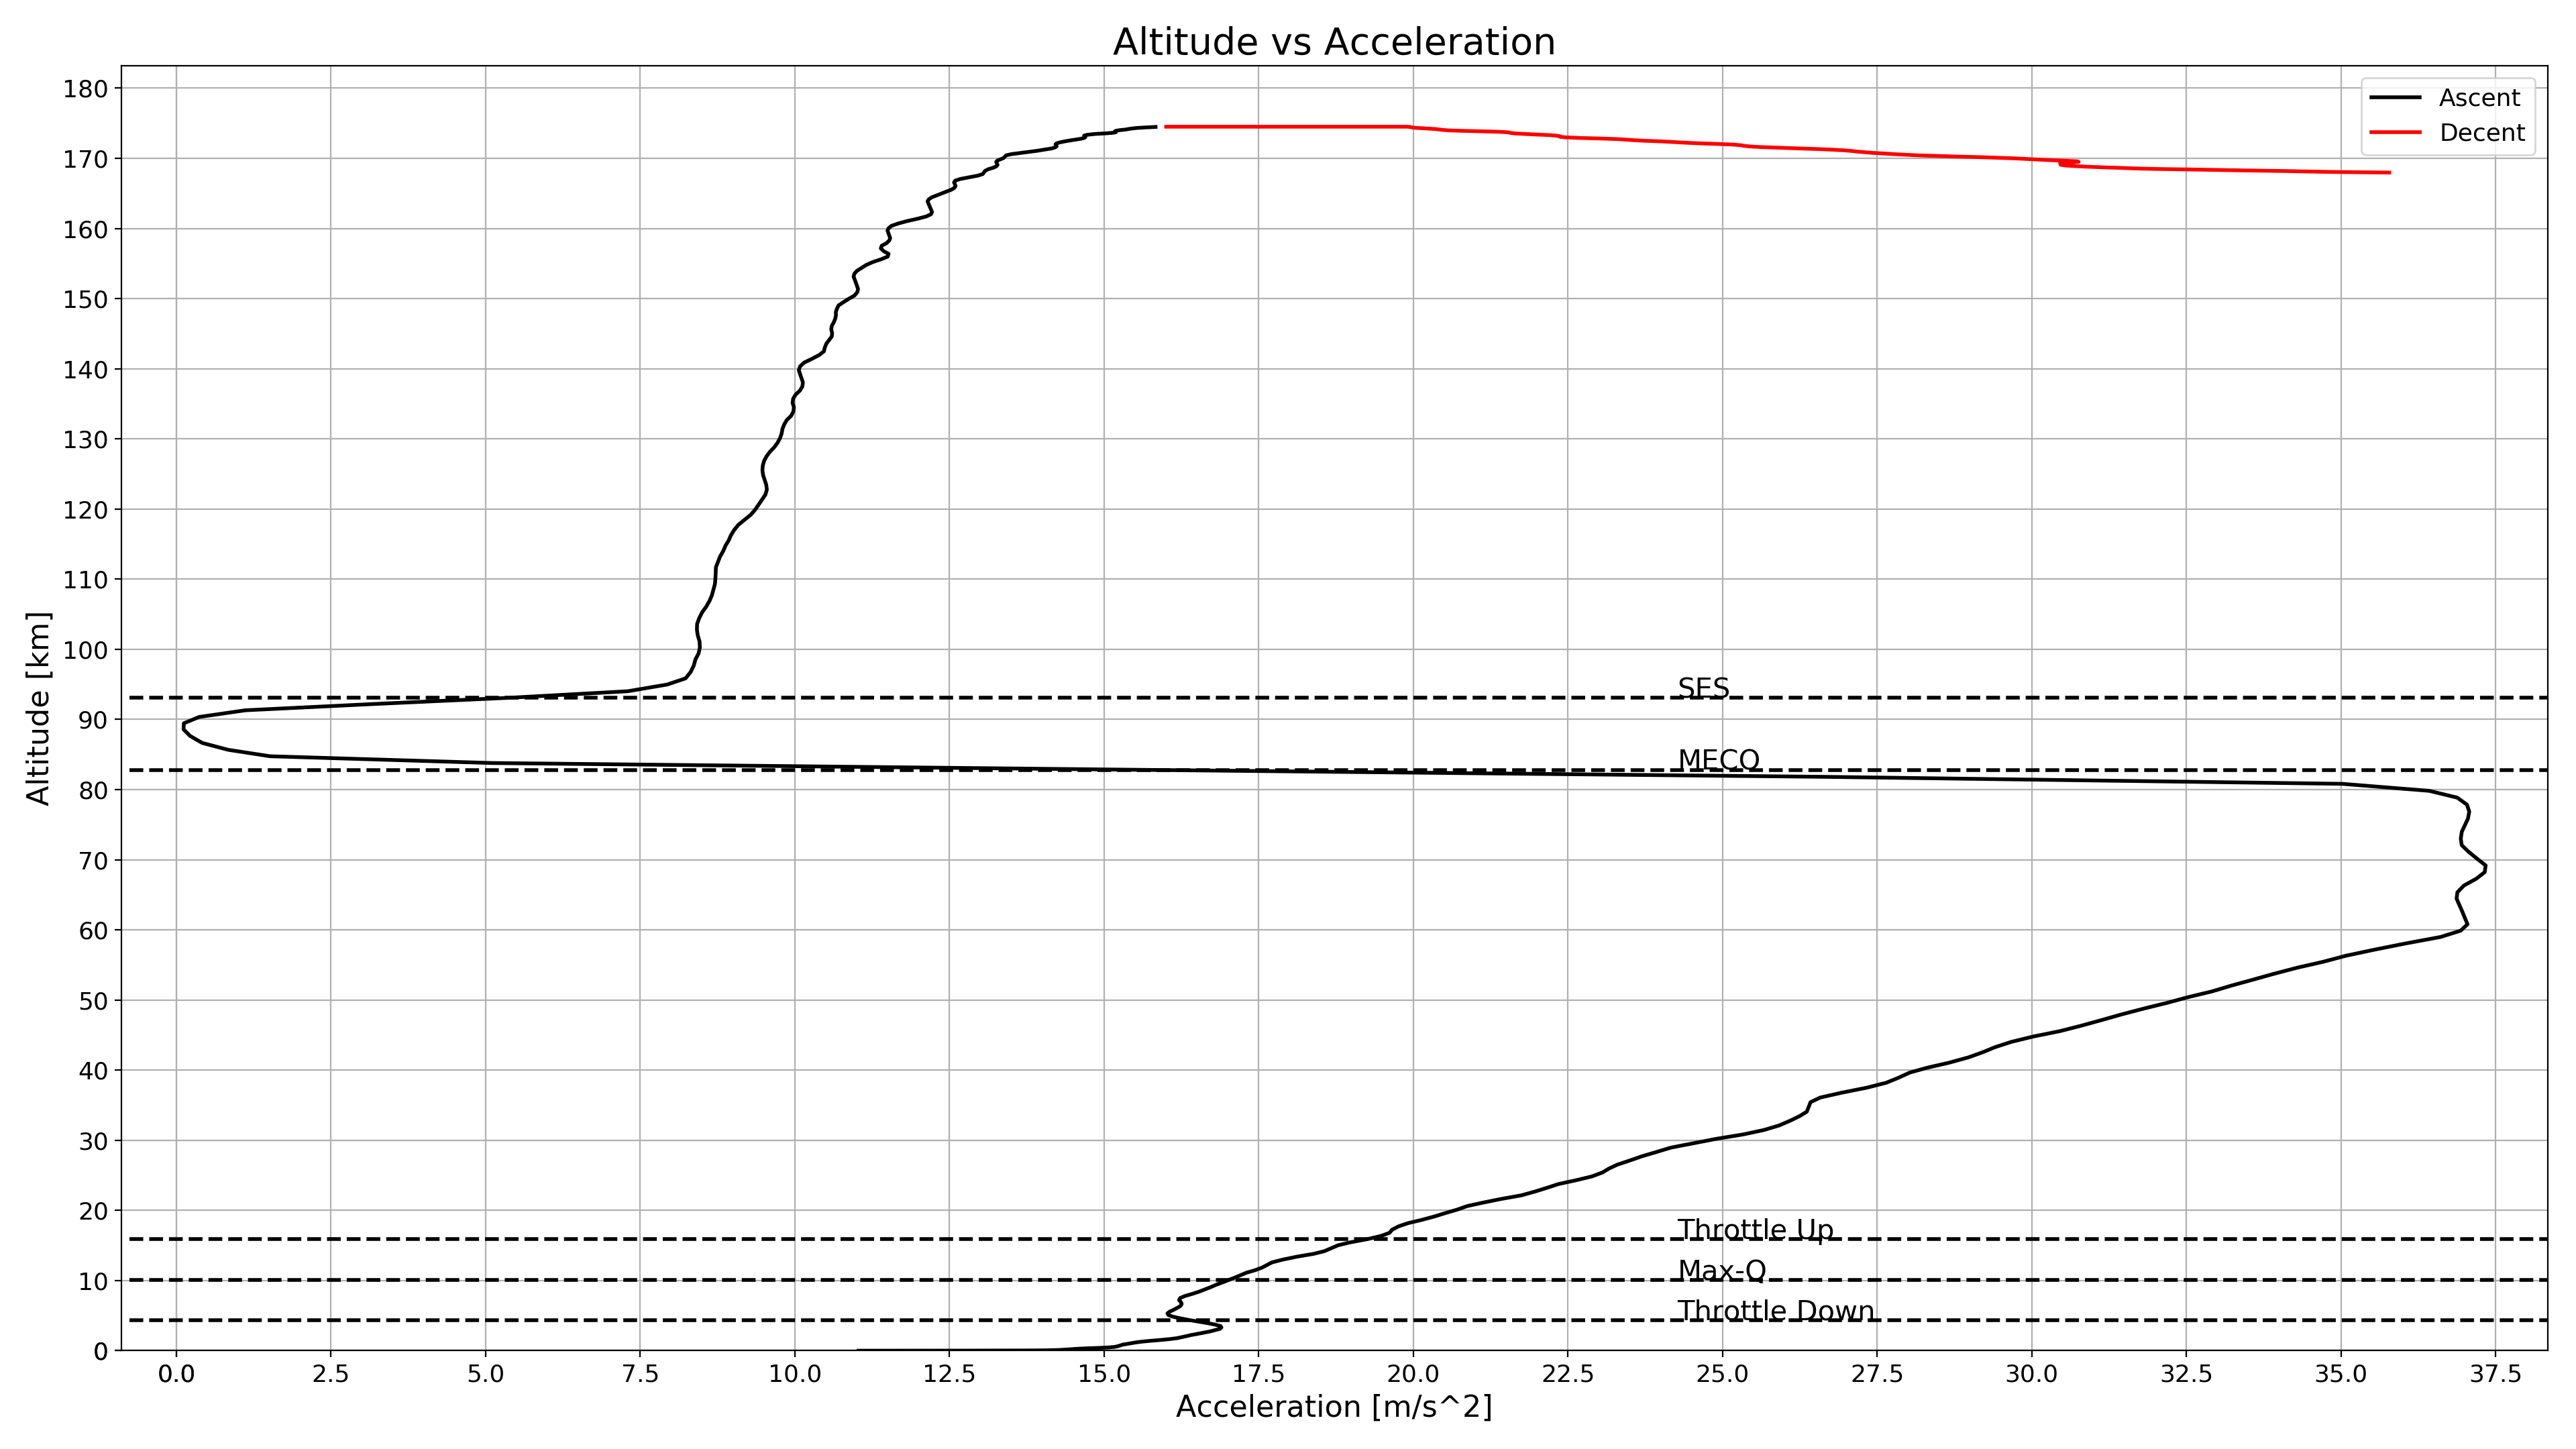 Altitude vs Acceleration
Ascent
Decent
Altitude [km]
180
170
160
150
140
130
120
110
100
90
80
70
60
50
40
30
20
10
0
SES
MECO
Throttle Up
Max-Q
Throttle Down
0.0 2.5 5.0 7.5 10.0 12.5 15.0 17.5 20.0 22.5 25.0 27.5 30.0 32.5 35.0 37.5
Acceleration [m/s^2]